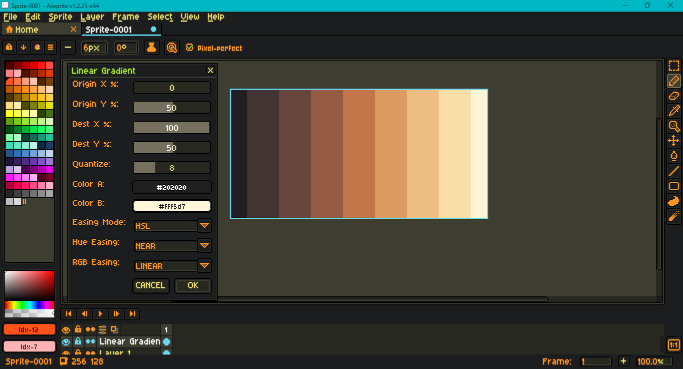 Sprite-0001 - Aseprite v1.2.25-x64
File Edit Sprite Layer Frame Select View Help
Home Sprite-0001
6px 0° Pixel-perfect
Linear Gradient
Origin X %: 0
Origin Y %: 50
Dest X %: 100
Dest Y %: 50
Quantize: 8
Color A: #202020
Color B: #FFF5d7
Easing Mode: HSL
Hue Easing: NEAR
RGB Easing: LINEAR
CANCEL OK
Idx-12
1
Linear Gradien
Idx-7
Layer 1
1:1
Sprite-0001 256 128 Frame: 1 + 100.0%